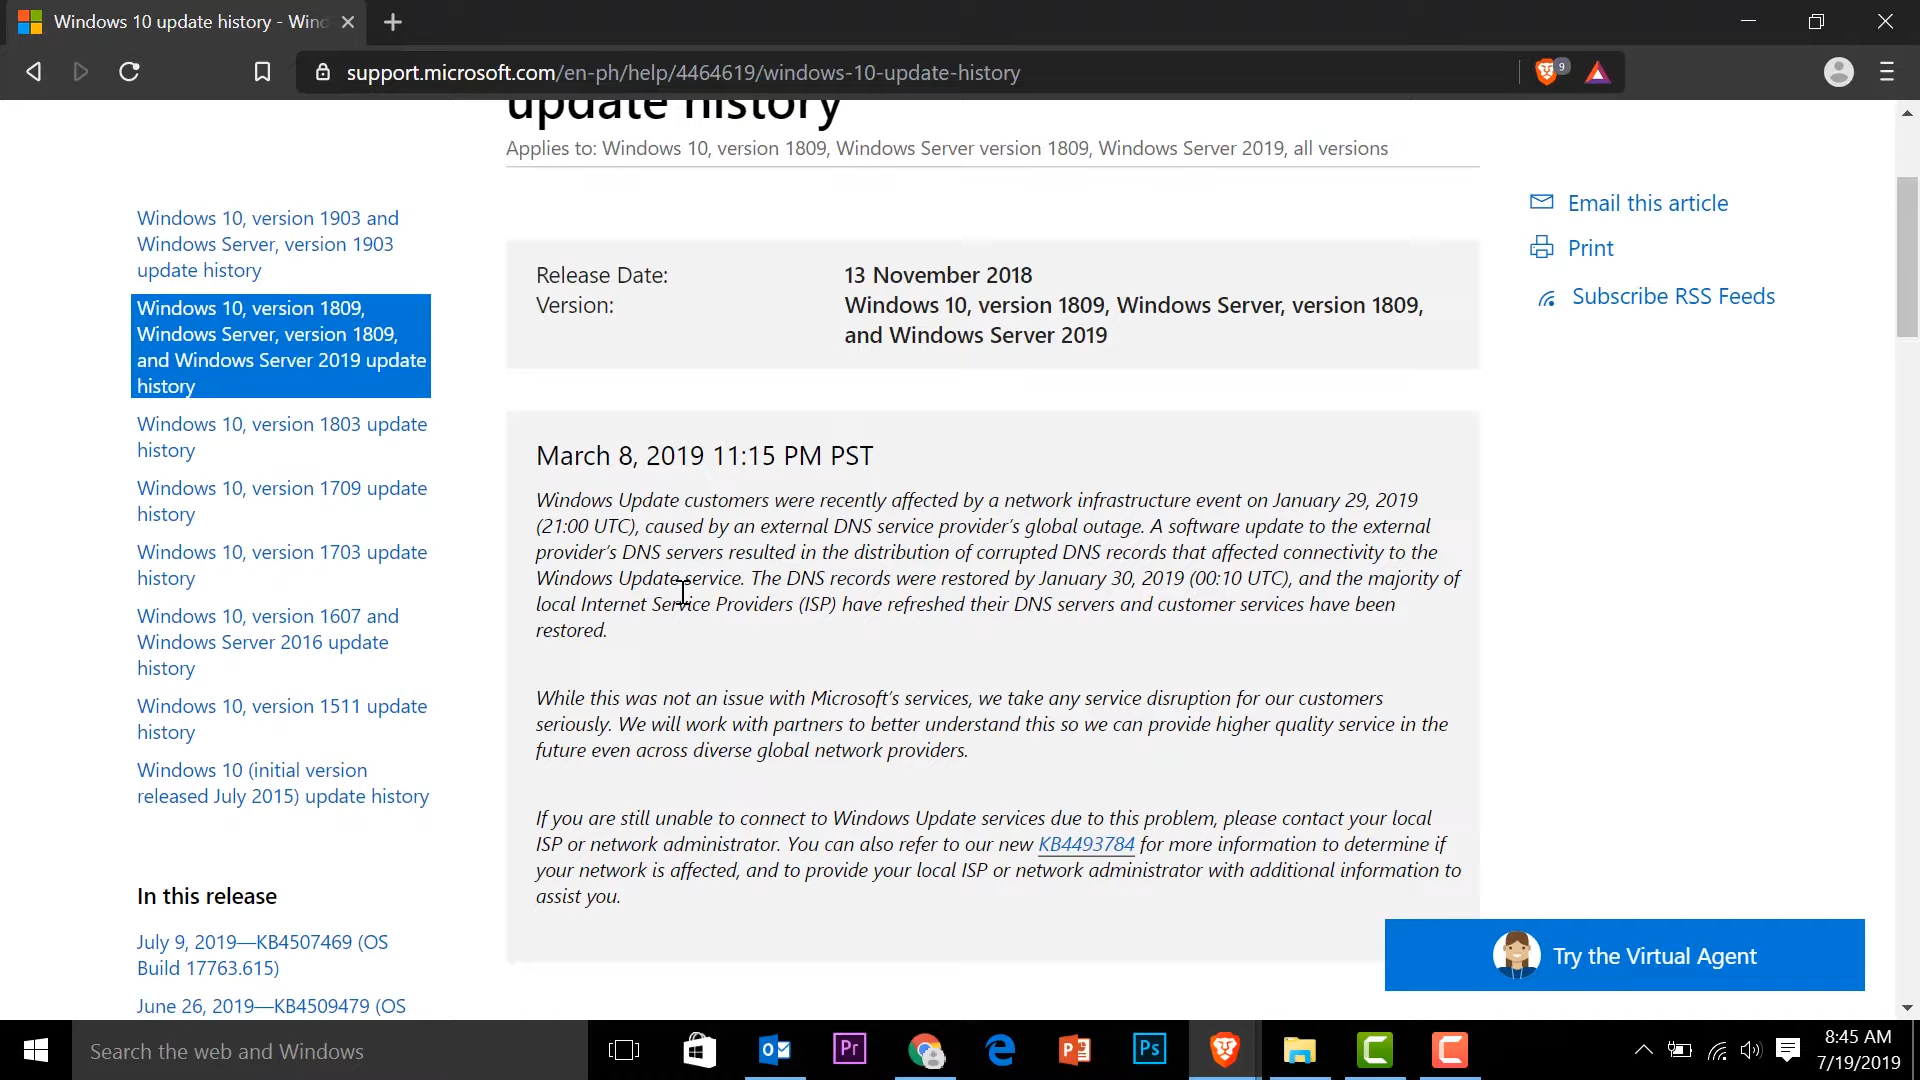 Windows 10 update history - Wind
support.microsoft.com/en-ph/help/4464619/windows-10-update-history
9
update history
Applies to: Windows 10, version 1809, Windows Server version 1809, Windows Server 2019, all versions
Windows 10, version 1903 and
Windows Server, version 1903
update history
Windows 10, version 1809,
Windows Server, version 1809,
and Windows Server 2019 update
history
Windows 10, version 1803 update
history
Windows 10, version 1709 update
history
Windows 10, version 1703 update
history
Windows 10, version 1607 and
Windows Server 2016 update
history
Windows 10, version 1511 update
history
Windows 10 (initial version
released July 2015) update history
In this release
July 9, 2019—KB4507469 (OS
Build 17763.615)
June 26, 2019—KB4509479 (OS
Release Date: 13 November 2018
Version: Windows 10, version 1809, Windows Server, version 1809,
and Windows Server 2019
March 8, 2019 11:15 PM PST
Windows Update customers were recently affected by a network infrastructure event on January 29, 2019
(21:00 UTC), caused by an external DNS service provider's global outage. A software update to the external
provider's DNS servers resulted in the distribution of corrupted DNS records that affected connectivity to the
Windows Update service. The DNS records were restored by January 30, 2019 (00:10 UTC), and the majority of
local Internet Service Providers (ISP) have refreshed their DNS servers and customer services have been
restored.
While this was not an issue with Microsoft's services, we take any service disruption for our customers
seriously. We will work with partners to better understand this so we can provide higher quality service in the
future even across diverse global network providers.
If you are still unable to connect to Windows Update services due to this problem, please contact your local
ISP or network administrator. You can also refer to our new KB4493784 for more information to determine if
your network is affected, and to provide your local ISP or network administrator with additional information to
assist you.
Email this article
Print
Subscribe RSS Feeds
Try the Virtual Agent
Search the web and Windows
Pr
Ps
8:45 AM
7/19/2019